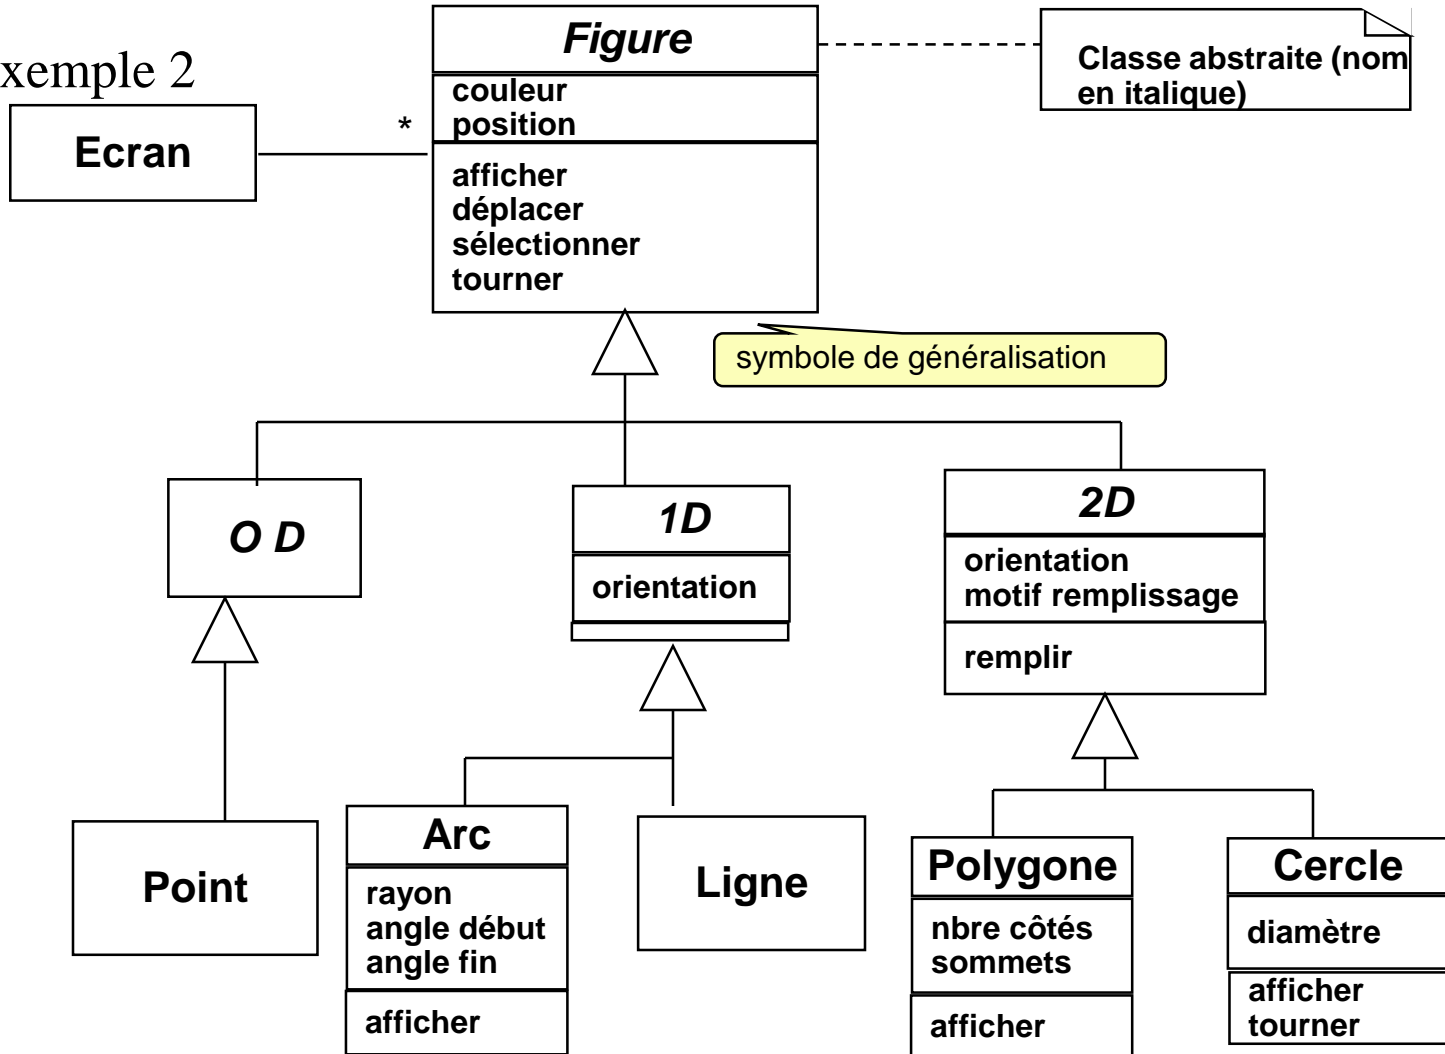 xemple 2
Figure
couleur
position
afficher
déplacer
sélectionner
tourner
Classe abstraite (nom
en italique)
Ecran
*
symbole de généralisation
O D
1D
orientation
2D
orientation
motif remplissage
remplir
Point
Arc
rayon
angle début
angle fin
afficher
Ligne
Polygone
nbre côtés
sommets
afficher
Cercle
diamètre
afficher
tourner